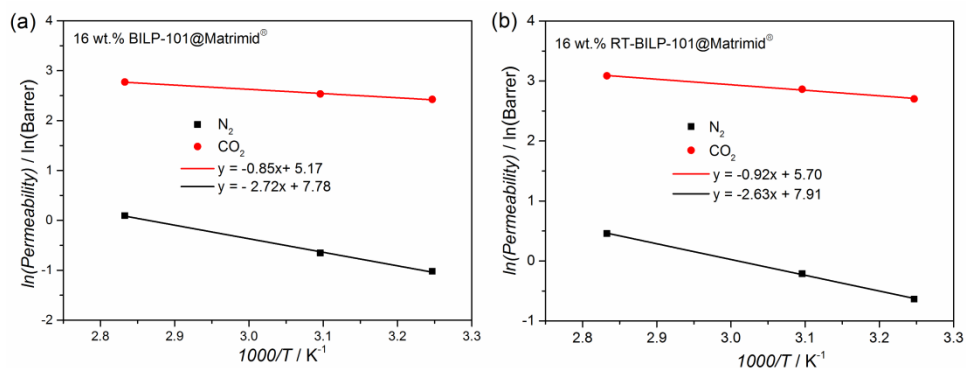 (a)
16 wt.% BILP-101@Matrimid®
ln(Permeability) / ln(Barrer)
4
3
2
1
0
-1
-2
N₂
CO₂
y = -0.85x+ 5.17
y = - 2.72x + 7.78
2.8 2.9 3.0 3.1 3.2 3.3
1000/T / K⁻¹
(b)
16 wt.% RT-BILP-101@Matrimid®
ln(Permeability) / ln(Barrer)
4
3
2
1
0
-1
N₂
CO₂
y = -0.92x + 5.70
y = -2.63x + 7.91
2.8 2.9 3.0 3.1 3.2 3.3
1000/T / K⁻¹